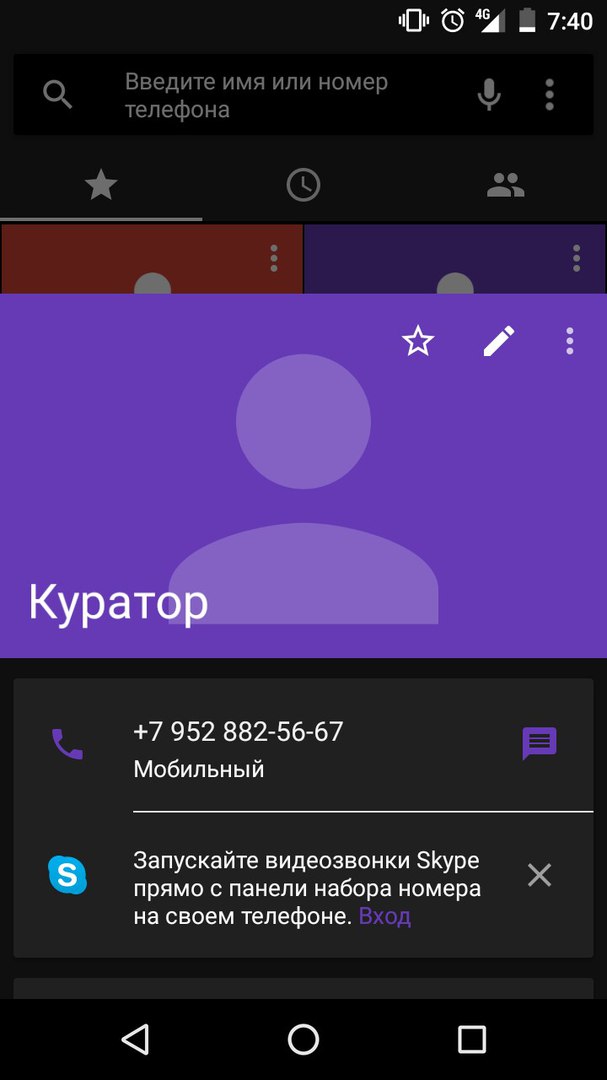 4G 7:40
Введите имя или номер
телефона
Куратор
+7 952 882-56-67
Мобильный
Запускайте видеозвонки Skype
прямо с панели набора номера
на своем телефоне. Вход